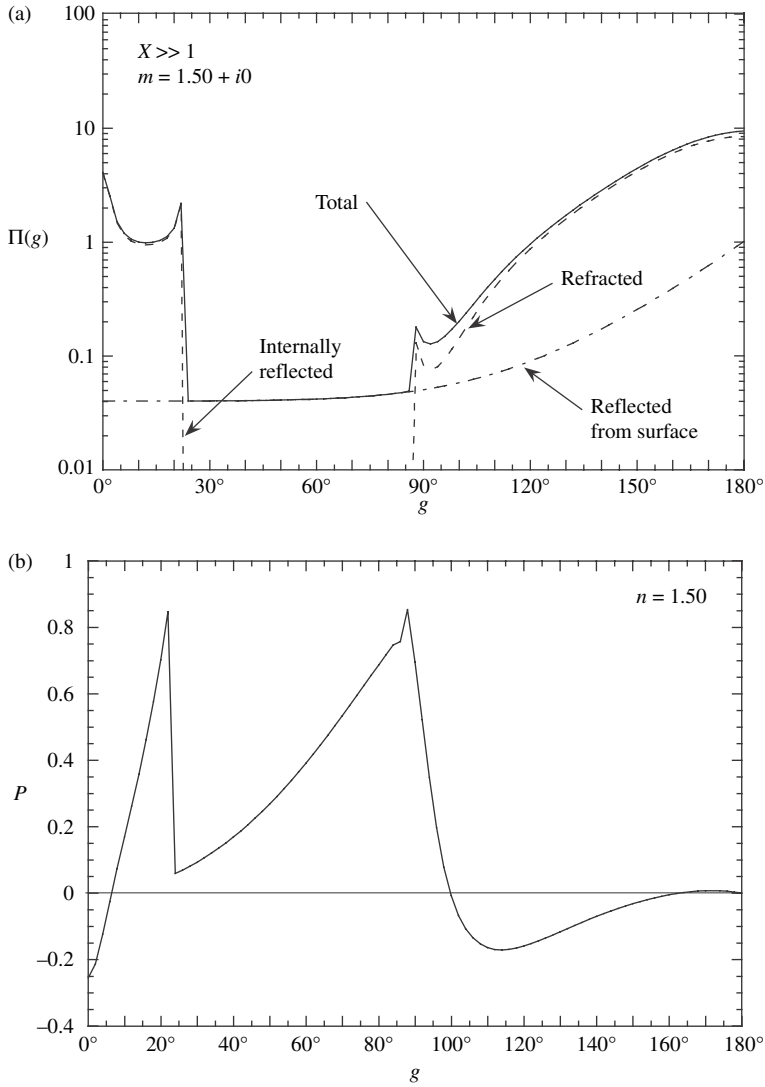 (a)
100
10
1
0.1
0.01
Π(g)
X >> 1
m = 1.50 + i0
Total
Refracted
Internally
reflected
Reflected
from surface
0° 30° 60° 90° 120° 150° 180°
g
(b)
1
0.8
0.6
0.4
0.2
0
–0.2
–0.4
P
n = 1.50
0° 20° 40° 60° 80° 100° 120° 140° 160° 180°
g